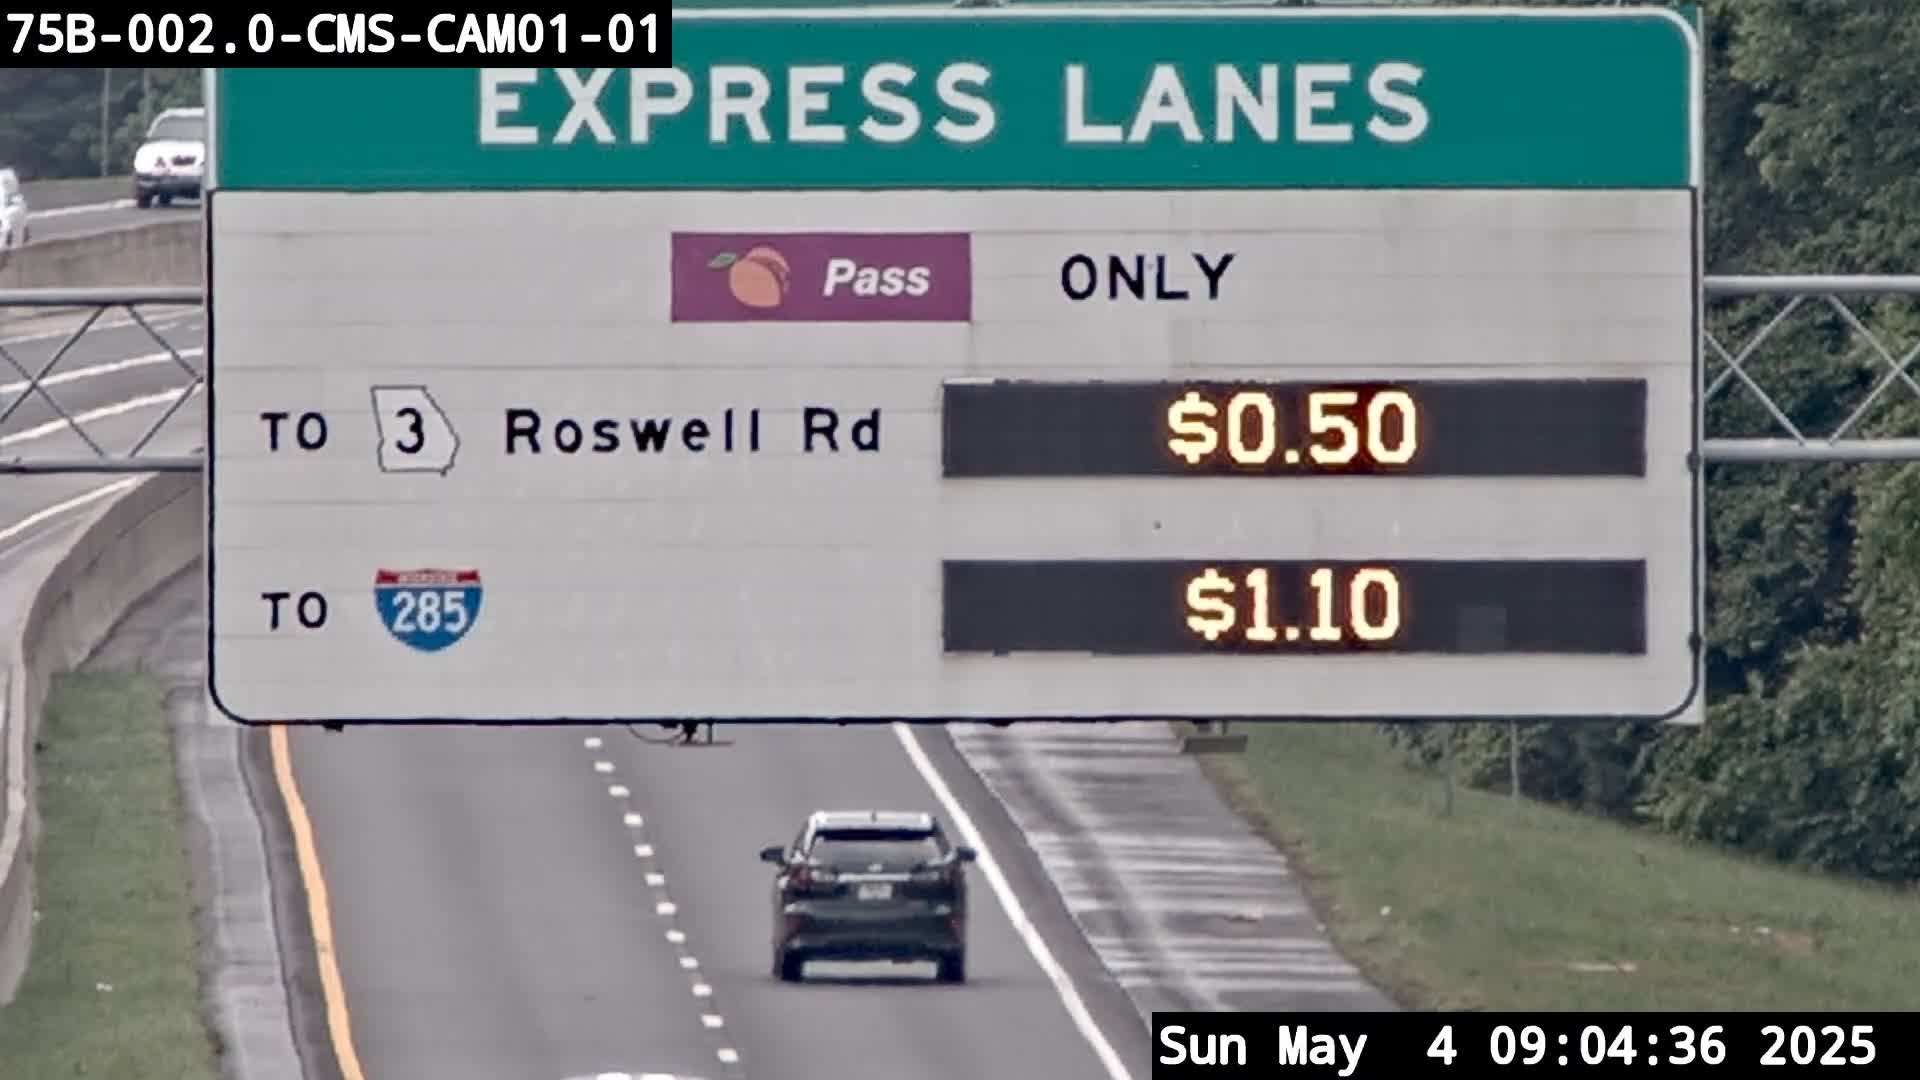 75B-002.0-CMS-CAM01-01
EXPRESS LANES
Pass ONLY
TO 3 Roswell Rd $0.50
TO 285 $1.10
Sun May 4 09:04:36 2025